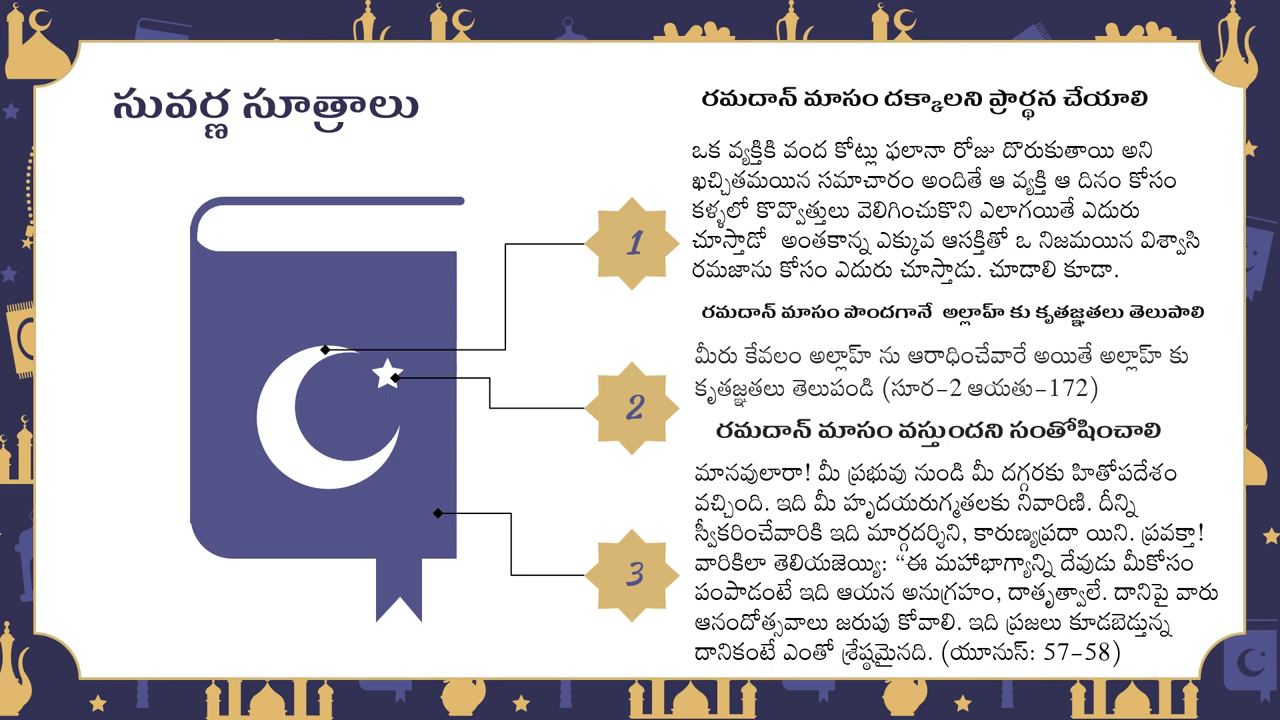 సువర్ణ సూత్రాలు
రమదాన్ మాసం దక్కాలని ప్రార్థన చేయాలి
1
ఒక వ్యక్తికి వంద కోట్లు ఫలానా రోజు దొరుకుతాయి అని
ఖచ్చితమయిన సమాచారం అందితే ఆ వ్యక్తి ఆ దినం కోసం
కళ్ళలో కొవ్వొత్తులు వెలిగించుకొని ఎలాగయితే ఎదురు
చూస్తాడో అంతకాన్న ఎక్కువ ఆసక్తితో ఒ నిజమయిన విశ్వాసి
రమజాను కోసం ఎదురు చూస్తాడు. చూడాలి కూడా.
రమదాన్ మాసం పొందగానే అల్లాహ్ కు కృతజ్ఞతలు తెలుపాలి
2
మీరు కేవలం అల్లాహ్ ను ఆరాధించేవారే అయితే అల్లాహ్ కు
కృతజ్ఞతలు తెలుపండి (సూర-2 ఆయతు-172)
రమదాన్ మాసం వస్తుందని సంతోషించాలి
3
మానవులారా! మీ ప్రభువు నుండి మీ దగ్గరకు హితోపదేశం
వచ్చింది. ఇది మీ హృదయరుగ్మతలకు నివారిణి. దీన్ని
స్వీకరించేవారికి ఇది మార్గదర్శిని, కారుణ్యప్రదా యిని. ప్రవక్తా!
వారికిలా తెలియజెయ్యి: “ఈ మహాభాగ్యాన్ని దేవుడు మీకోసం
పంపాడంటే ఇది ఆయన అనుగ్రహం, దాతృత్వాలే. దానిపై వారు
ఆనందోత్సవాలు జరుపు కోవాలి. ఇది ప్రజలు కూడబెడ్తున్న
దానికంటే ఎంతో శ్రేష్ఠమైనది. (యూనుస్: 57-58)